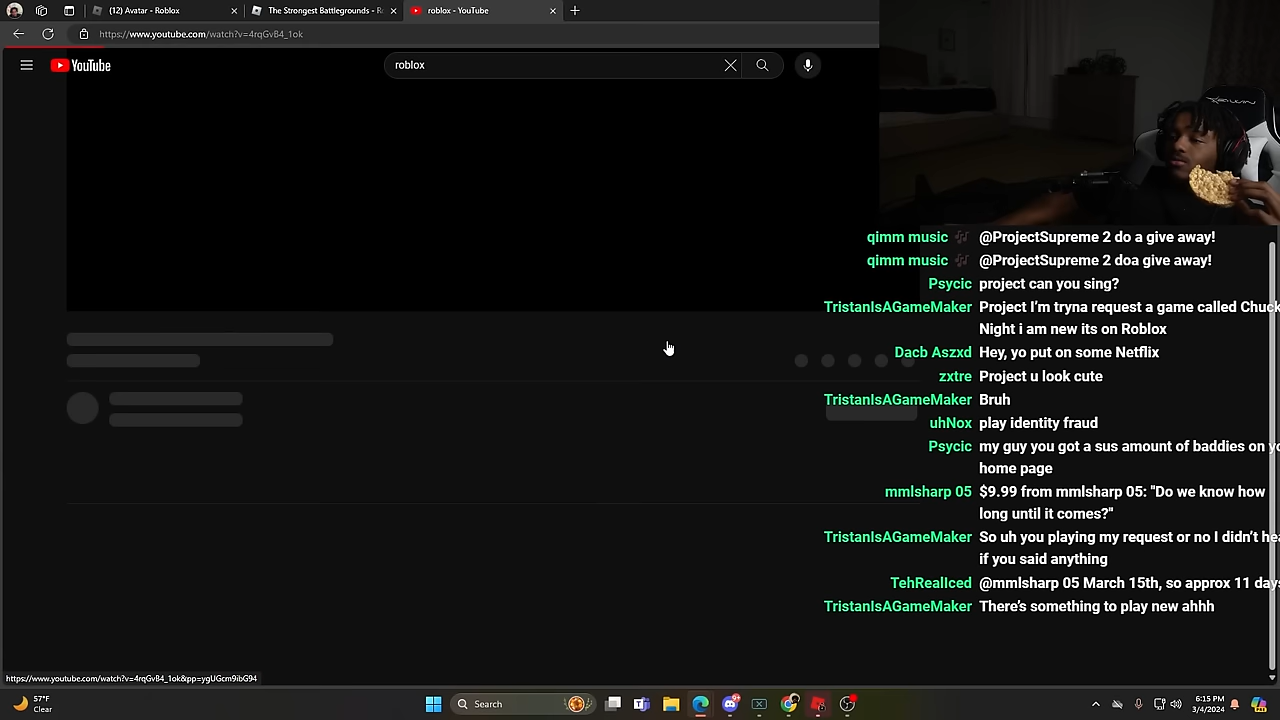 (12) Avatar - Roblox
The Strongest Battlegrounds - R
roblox - YouTube
https://www.youtube.com/watch?v=4rqGvB4_1ok
YouTube
roblox
qimm music @ProjectSupreme 2 do a give away!
qimm music @ProjectSupreme 2 doa give away!
Psycic project can you sing?
TristanIsAGameMaker Project I'm tryna request a game called Chuck
Night i am new its on Roblox
Dacb Aszxd Hey, yo put on some Netflix
zxtre Project u look cute
TristanIsAGameMaker Bruh
uhNox play identity fraud
Psycic my guy you got a sus amount of baddies on yo
home page
mmlsharp 05 $9.99 from mmlsharp 05: "Do we know how
long until it comes?"
TristanIsAGameMaker So uh you playing my request or no I didn't hea
if you said anything
TehRealIced @mmlsharp 05 March 15th, so approx 11 days
TristanIsAGameMaker There's something to play new ahhh
https://www.youtube.com/watch?v=4rqGvB4_1ok&pp=ygUGcm9ibG94
57°F
Clear
Search
6:15 PM
3/4/2024